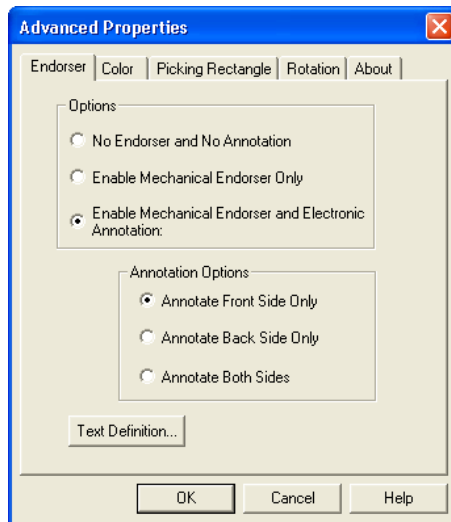 Advanced Properties
Endorser Color Picking Rectangle Rotation About
Options
No Endorser and No Annotation
Enable Mechanical Endorser Only
Enable Mechanical Endorser and Electronic
Annotation:
Annotation Options
Annotate Front Side Only
Annotate Back Side Only
Annotate Both Sides
Text Definition...
OK Cancel Help